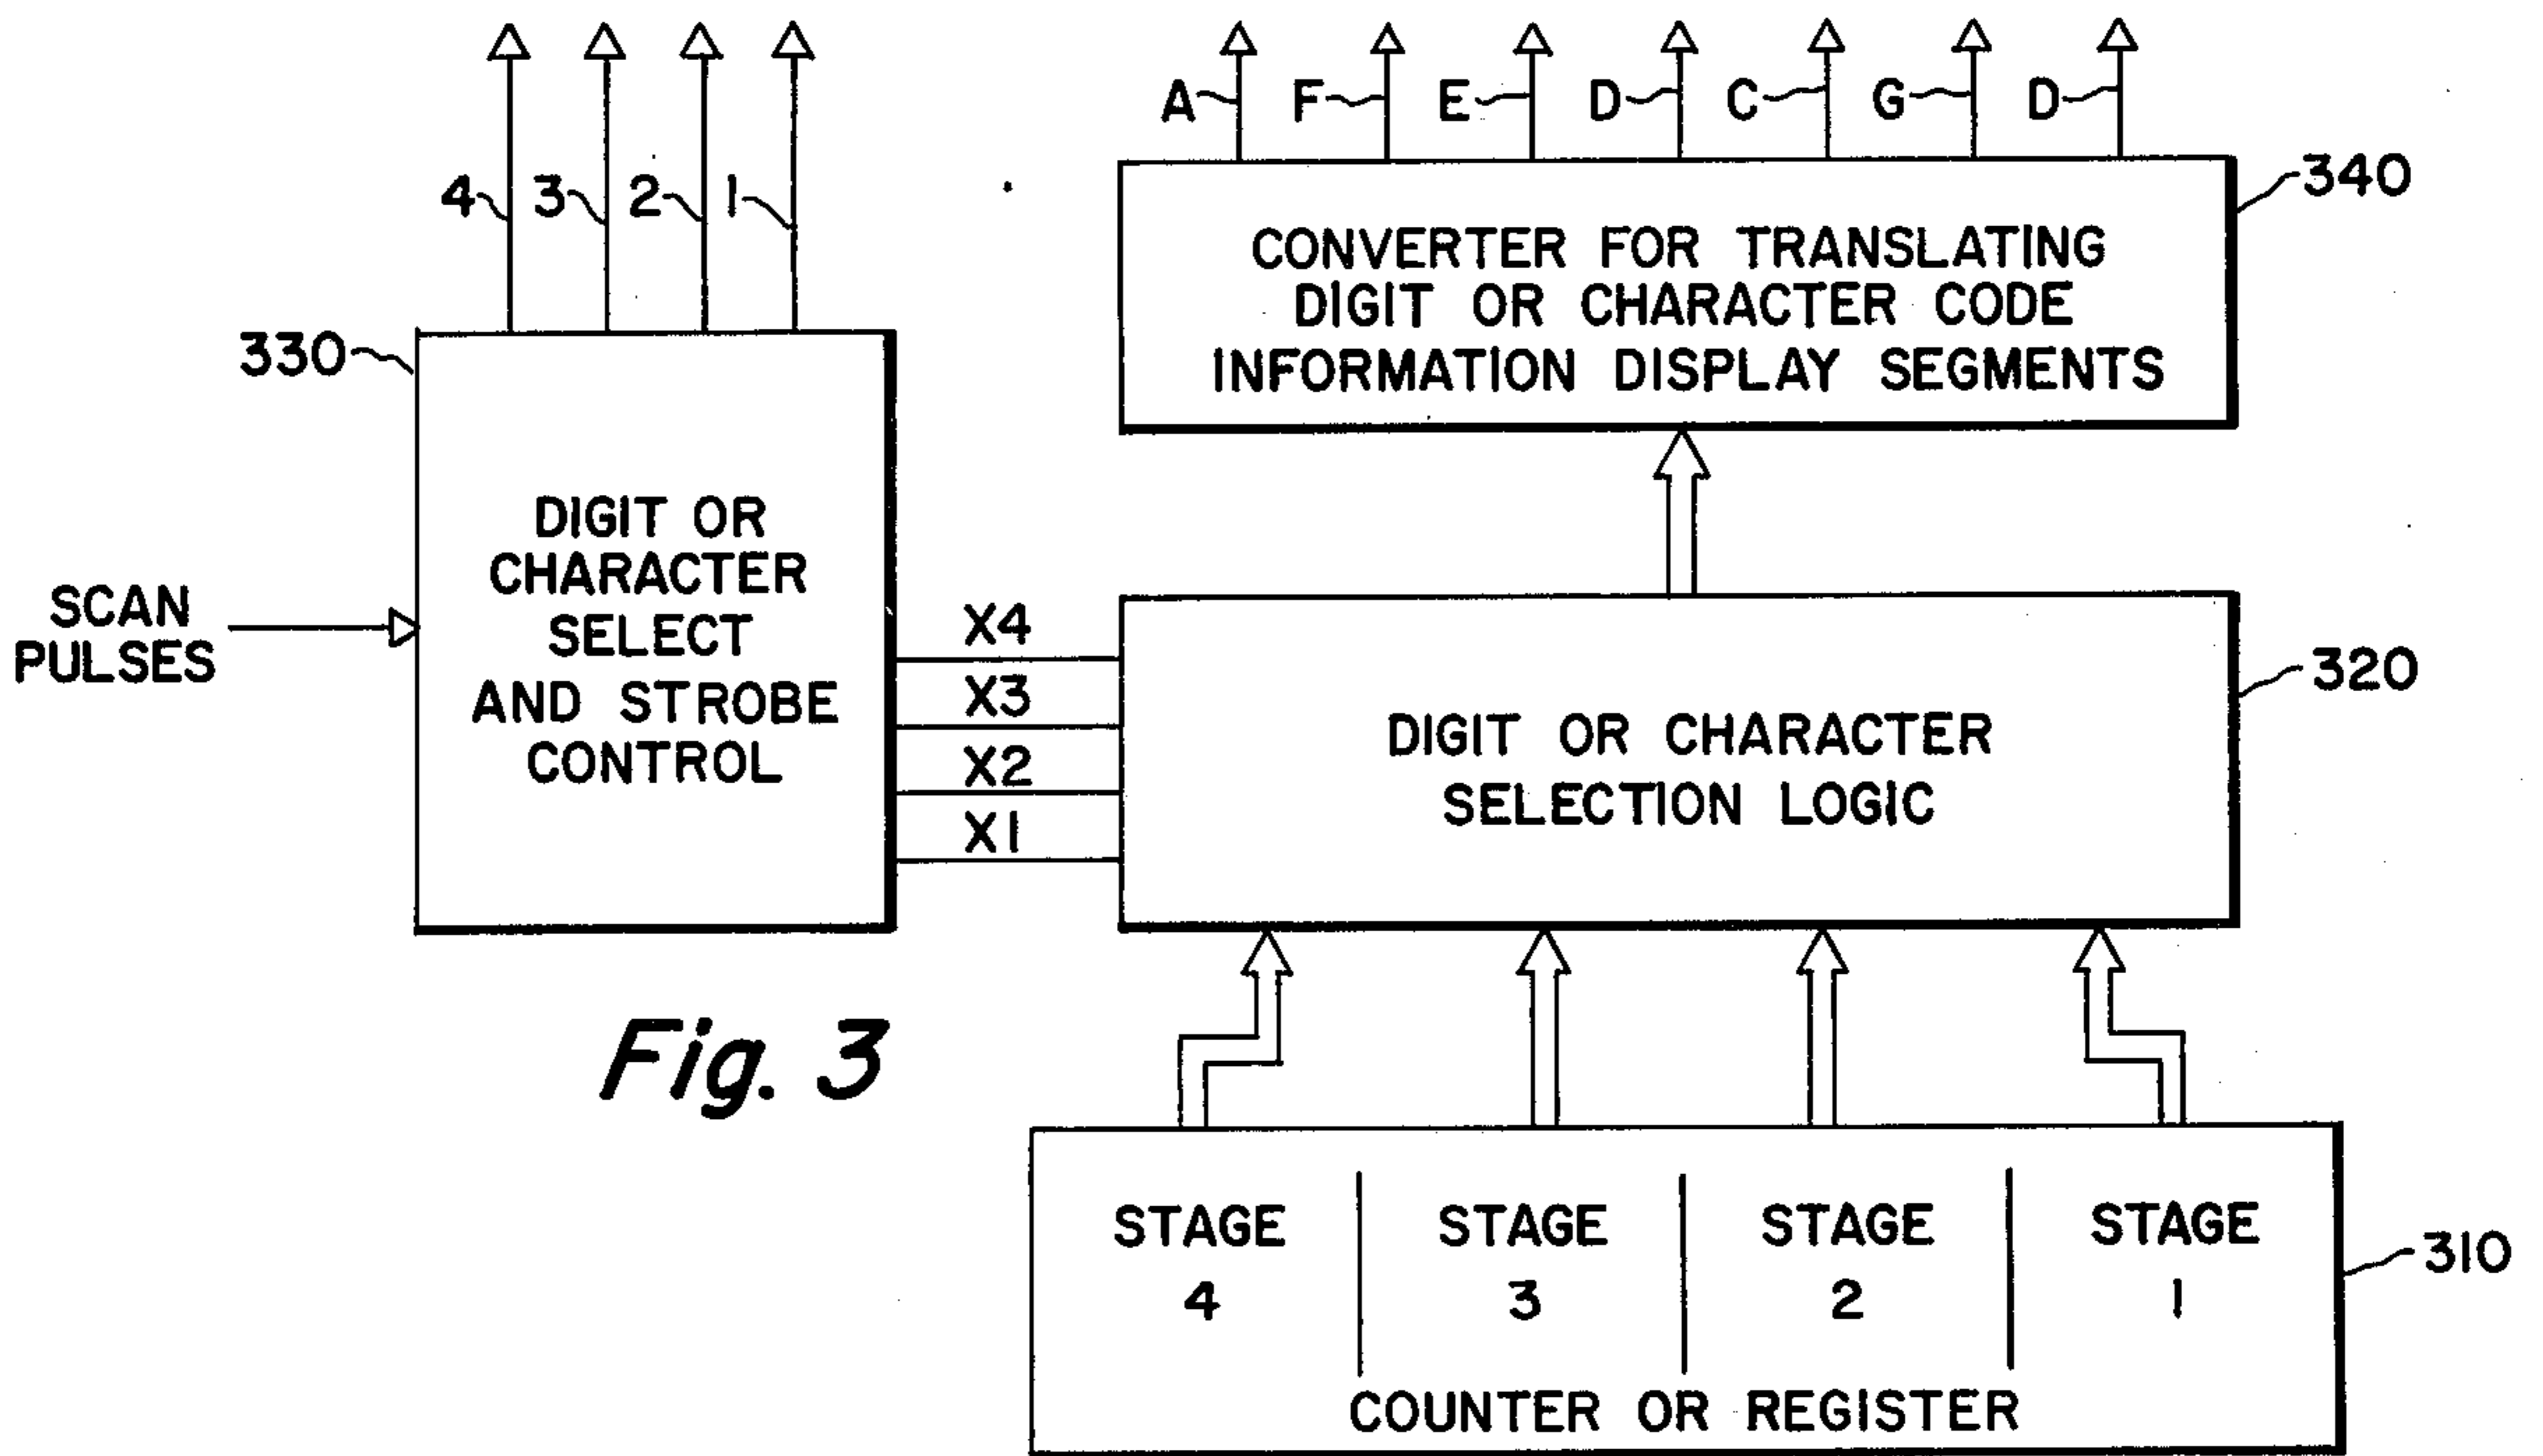 A F E D C G D
340
4 3 2 1
CONVERTER FOR TRANSLATING
DIGIT OR CHARACTER CODE
INFORMATION DISPLAY SEGMENTS
330
DIGIT OR
CHARACTER
SELECT
AND STROBE
CONTROL
SCAN
PULSES
X4
X3
X2
X1
320
DIGIT OR CHARACTER
SELECTION LOGIC
Fig. 3
STAGE
4
STAGE
3
STAGE
2
STAGE
1
310
COUNTER OR REGISTER